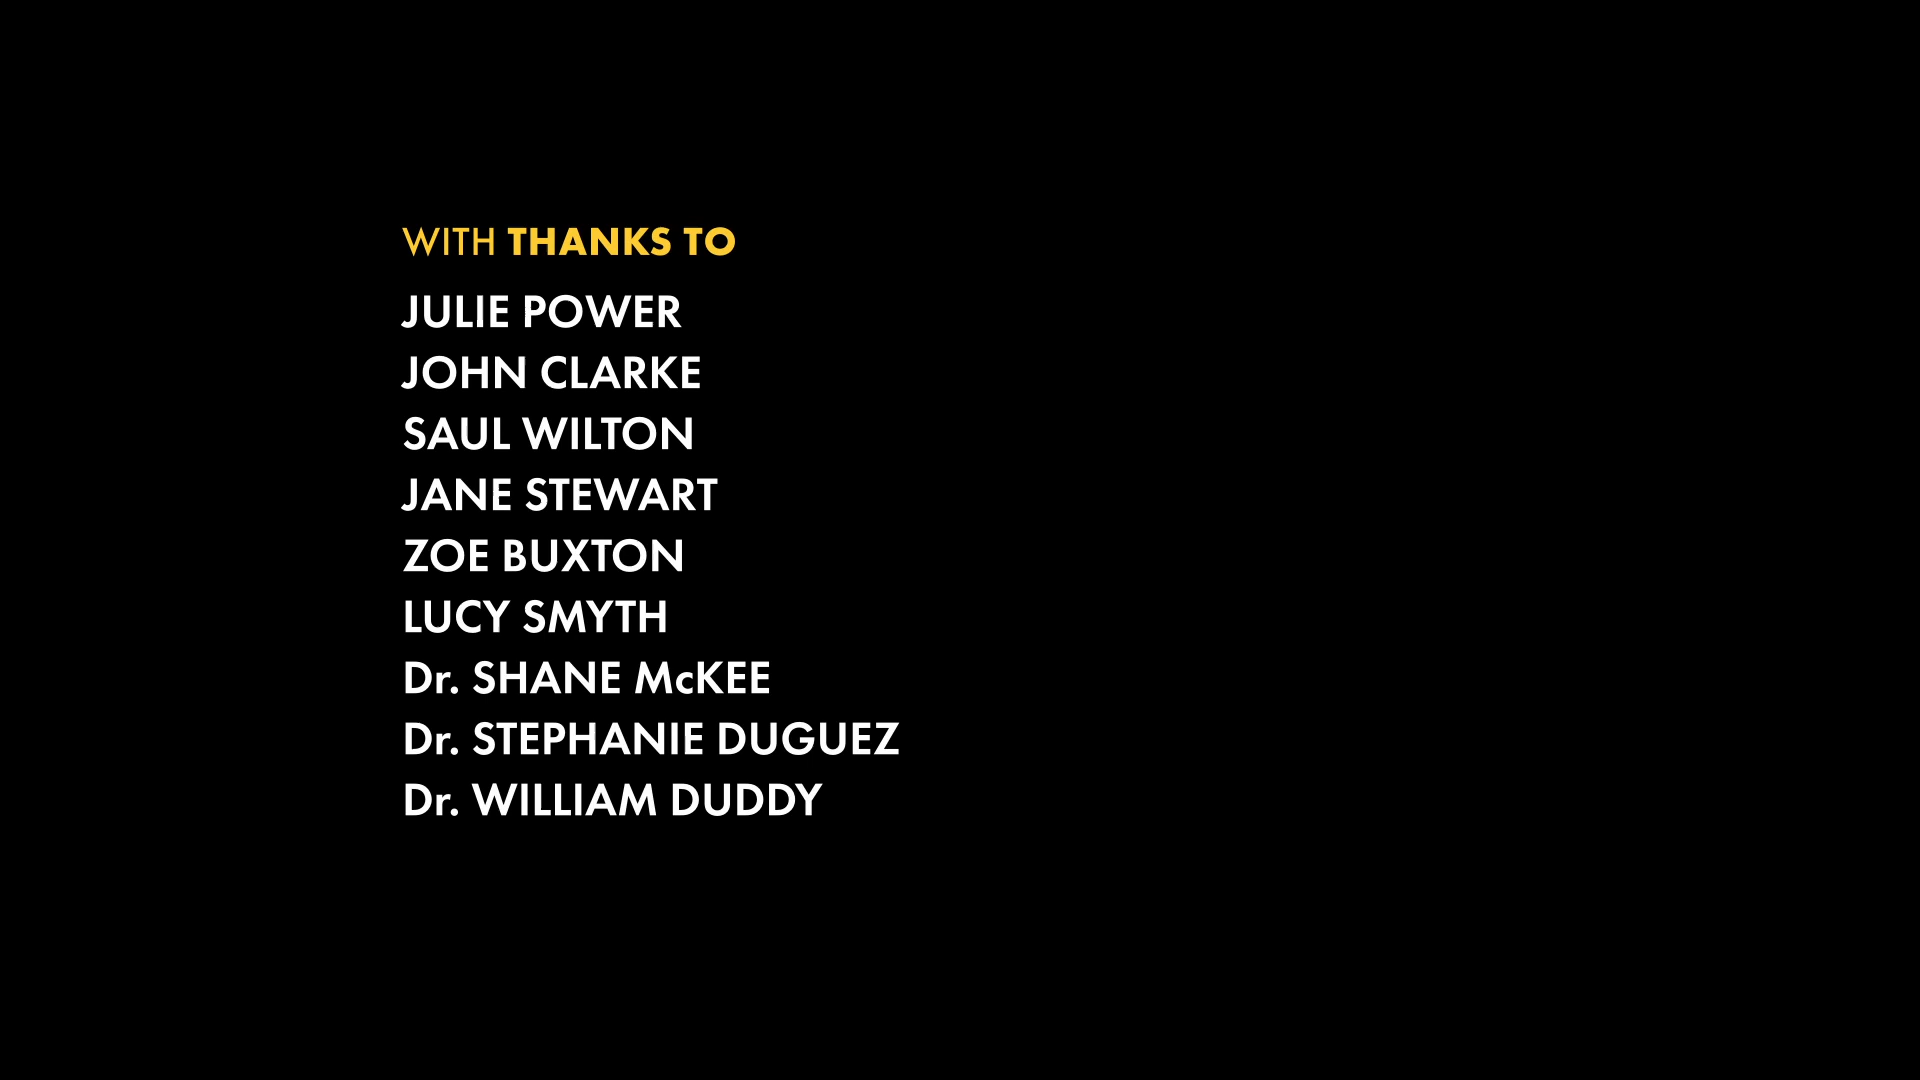 WITH THANKS TO
JULIE POWER
JOHN CLARKE
SAUL WILTON
JANE STEWART
ZOE BUXTON
LUCY SMYTH
Dr. SHANE McKEE
Dr. STEPHANIE DUGUEZ
Dr. WILLIAM DUDDY